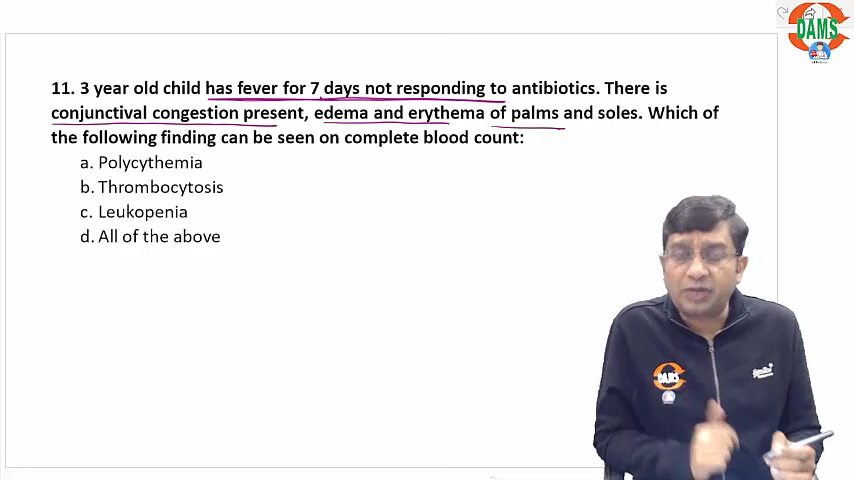 DAMS
11. 3 year old child has fever for 7 days not responding to antibiotics. There is
conjunctival congestion present, edema and erythema of palms and soles. Which of
the following finding can be seen on complete blood count:
a. Polycythemia
b. Thrombocytosis
c. Leukopenia
d. All of the above
DAMS